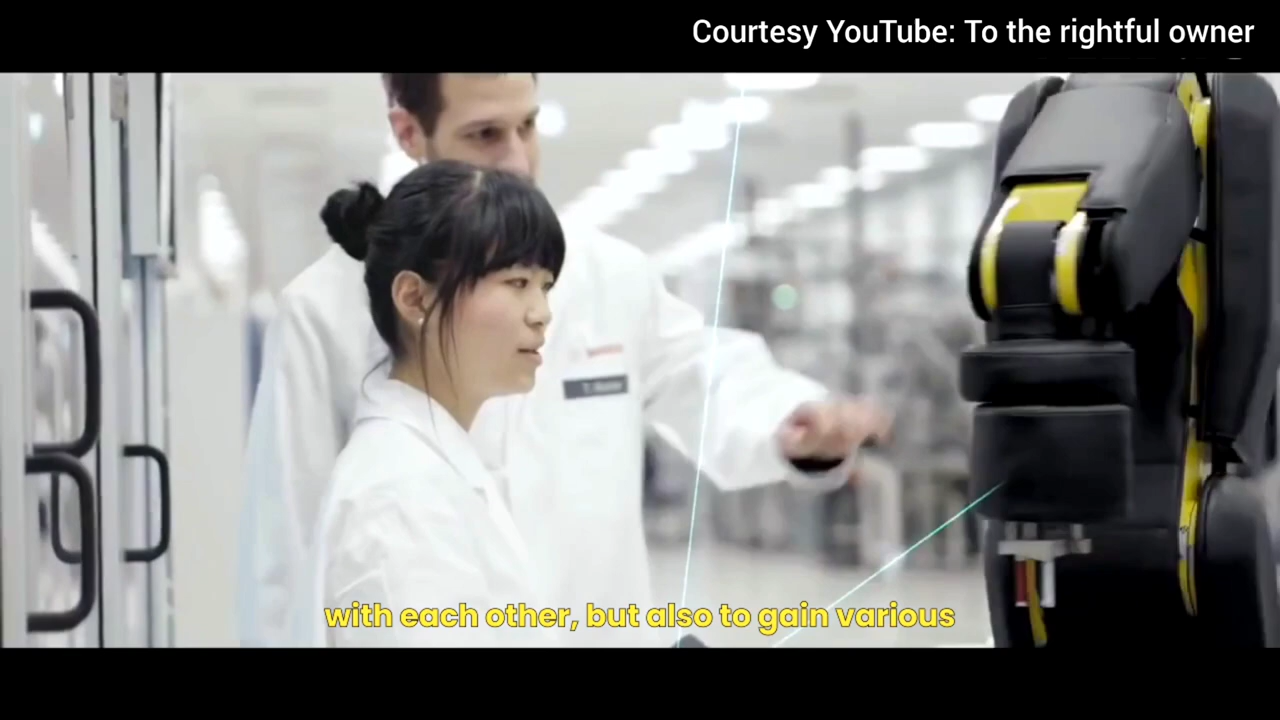 Courtesy YouTube: To the rightful owner
with each other, but also to gain various